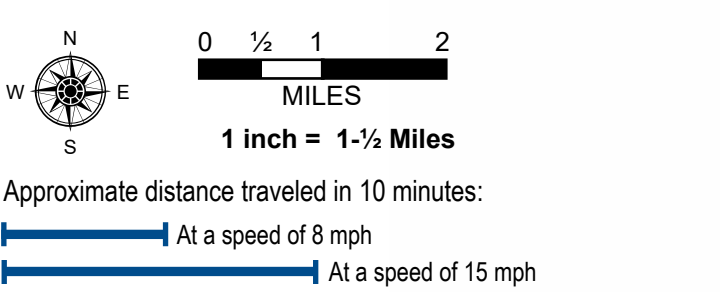 N
W E
S
0 ½ 1 2
MILES
1 inch = 1-½ Miles
Approximate distance traveled in 10 minutes:
At a speed of 8 mph
At a speed of 15 mph